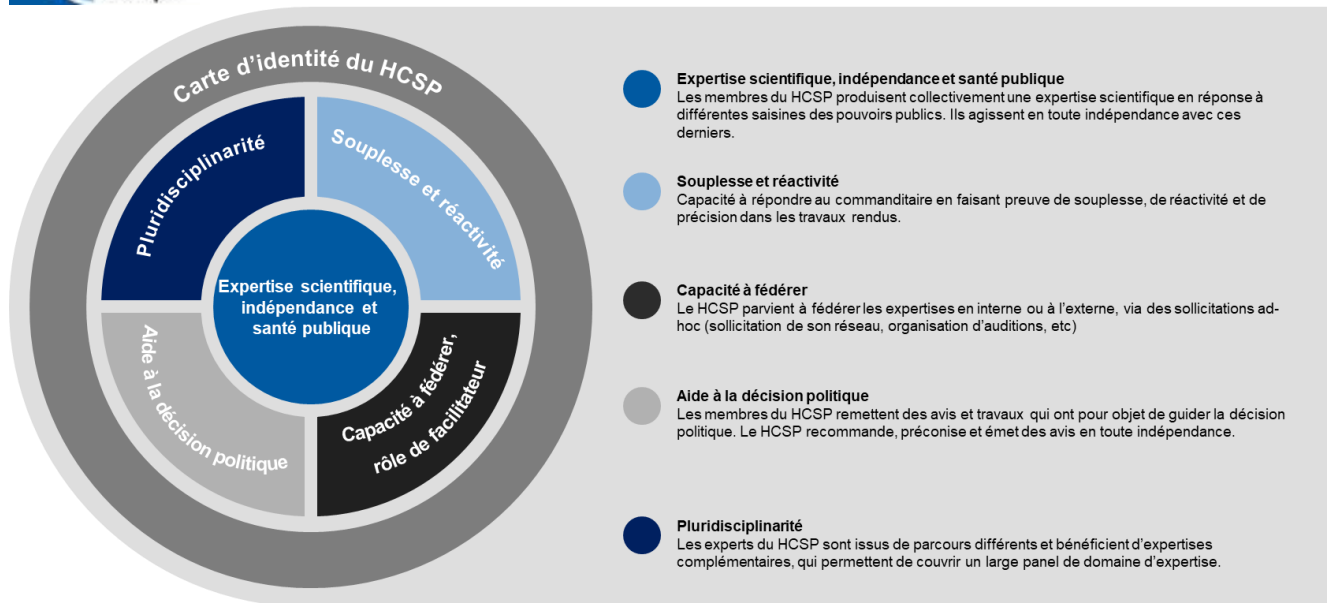 Carte d’identité du HCSP
Pluridisciplinarité
Souplesse et réactivité
Expertise scientifique,
indépendance et
santé publique
Aide à la décision politique
Capacité à fédérer,
rôle de facilitateur
Expertise scientifique, indépendance et santé publique
Les membres du HCSP produisent collectivement une expertise scientifique en réponse à
différentes saisines des pouvoirs publics. Ils agissent en toute indépendance avec ces
derniers.
Souplesse et réactivité
Capacité à répondre au commanditaire en faisant preuve de souplesse, de réactivité et de
précision dans les travaux rendus.
Capacité à fédérer
Le HCSP parvient à fédérer les expertises en interne ou à l’externe, via des sollicitations ad-
hoc (sollicitation de son réseau, organisation d’auditions, etc)
Aide à la décision politique
Les membres du HCSP remettent des avis et travaux qui ont pour objet de guider la décision
politique. Le HCSP recommande, préconise et émet des avis en toute indépendance.
Pluridisciplinarité
Les experts du HCSP sont issus de parcours différents et bénéficient d’expertises
complémentaires, qui permettent de couvrir un large panel de domaine d’expertise.